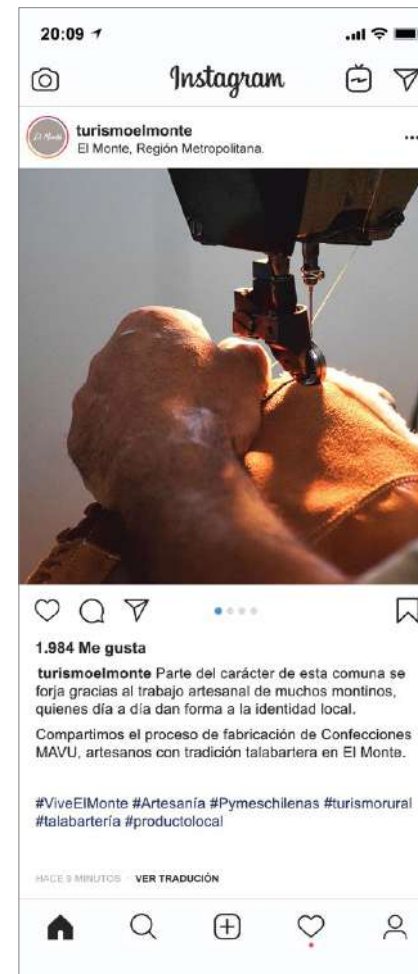 20:09
Instagram
El Monte
turismoelmonte
El Monte, Región Metropolitana.
1.984 Me gusta
turismoelmonte Parte del carácter de esta comuna se
forja gracias al trabajo artesanal de muchos montinos,
quienes día a día dan forma a la identidad local.
Compartimos el proceso de fabricación de Confecciones
MAVU, artesanos con tradición talabartera en El Monte.
#ViveElMonte #Artesanía #Pymeschilenas #turismorural
#talabartería #productolocal
HACE 9 MINUTOS · VER TRADUCIÓN